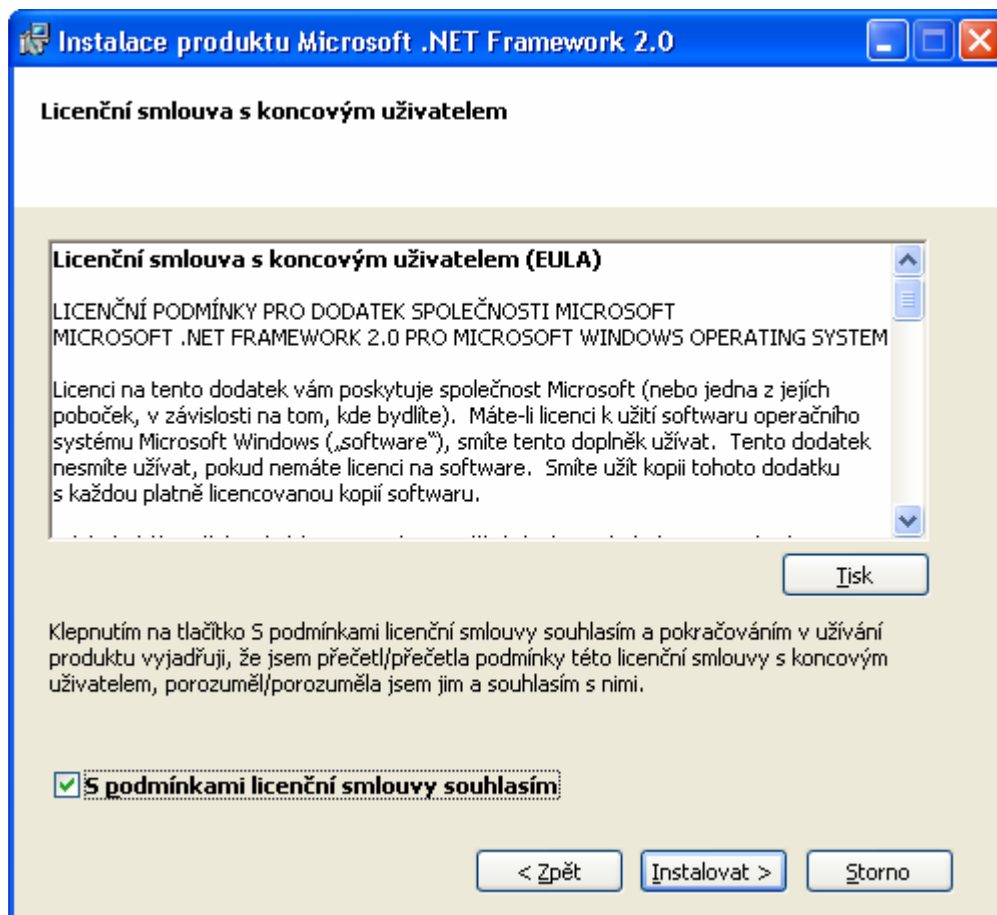 Instalace produktu Microsoft .NET Framework 2.0
Licenční smlouva s koncovým uživatelem
Licenční smlouva s koncovým uživatelem (EULA)
LICENČNÍ PODMÍNKY PRO DODATEK SPOLEČNOSTI MICROSOFT
MICROSOFT .NET FRAMEWORK 2.0 PRO MICROSOFT WINDOWS OPERATING SYSTEM
Licenci na tento dodatek vám poskytuje společnost Microsoft (nebo jedna z jejích
poboček, v závislosti na tom, kde bydlíte).  Máte-li licenci k užití softwaru operačního
systému Microsoft Windows („software“), smíte tento doplněk užívat.  Tento dodatek
nesmíte užívat, pokud nemáte licenci na software.  Smíte užít kopii tohoto dodatku
s každou platně licencovanou kopií softwaru.
Tisk
Klepnutím na tlačítko S podmínkami licenční smlouvy souhlasím a pokračováním v užívání
produktu vyjadřuji, že jsem přečetl/přečetla podmínky této licenční smlouvy s koncovým
uživatelem, porozuměl/porozuměla jsem jim a souhlasím s nimi.
S podmínkami licenční smlouvy souhlasím
< Zpět
Instalovat >
Storno